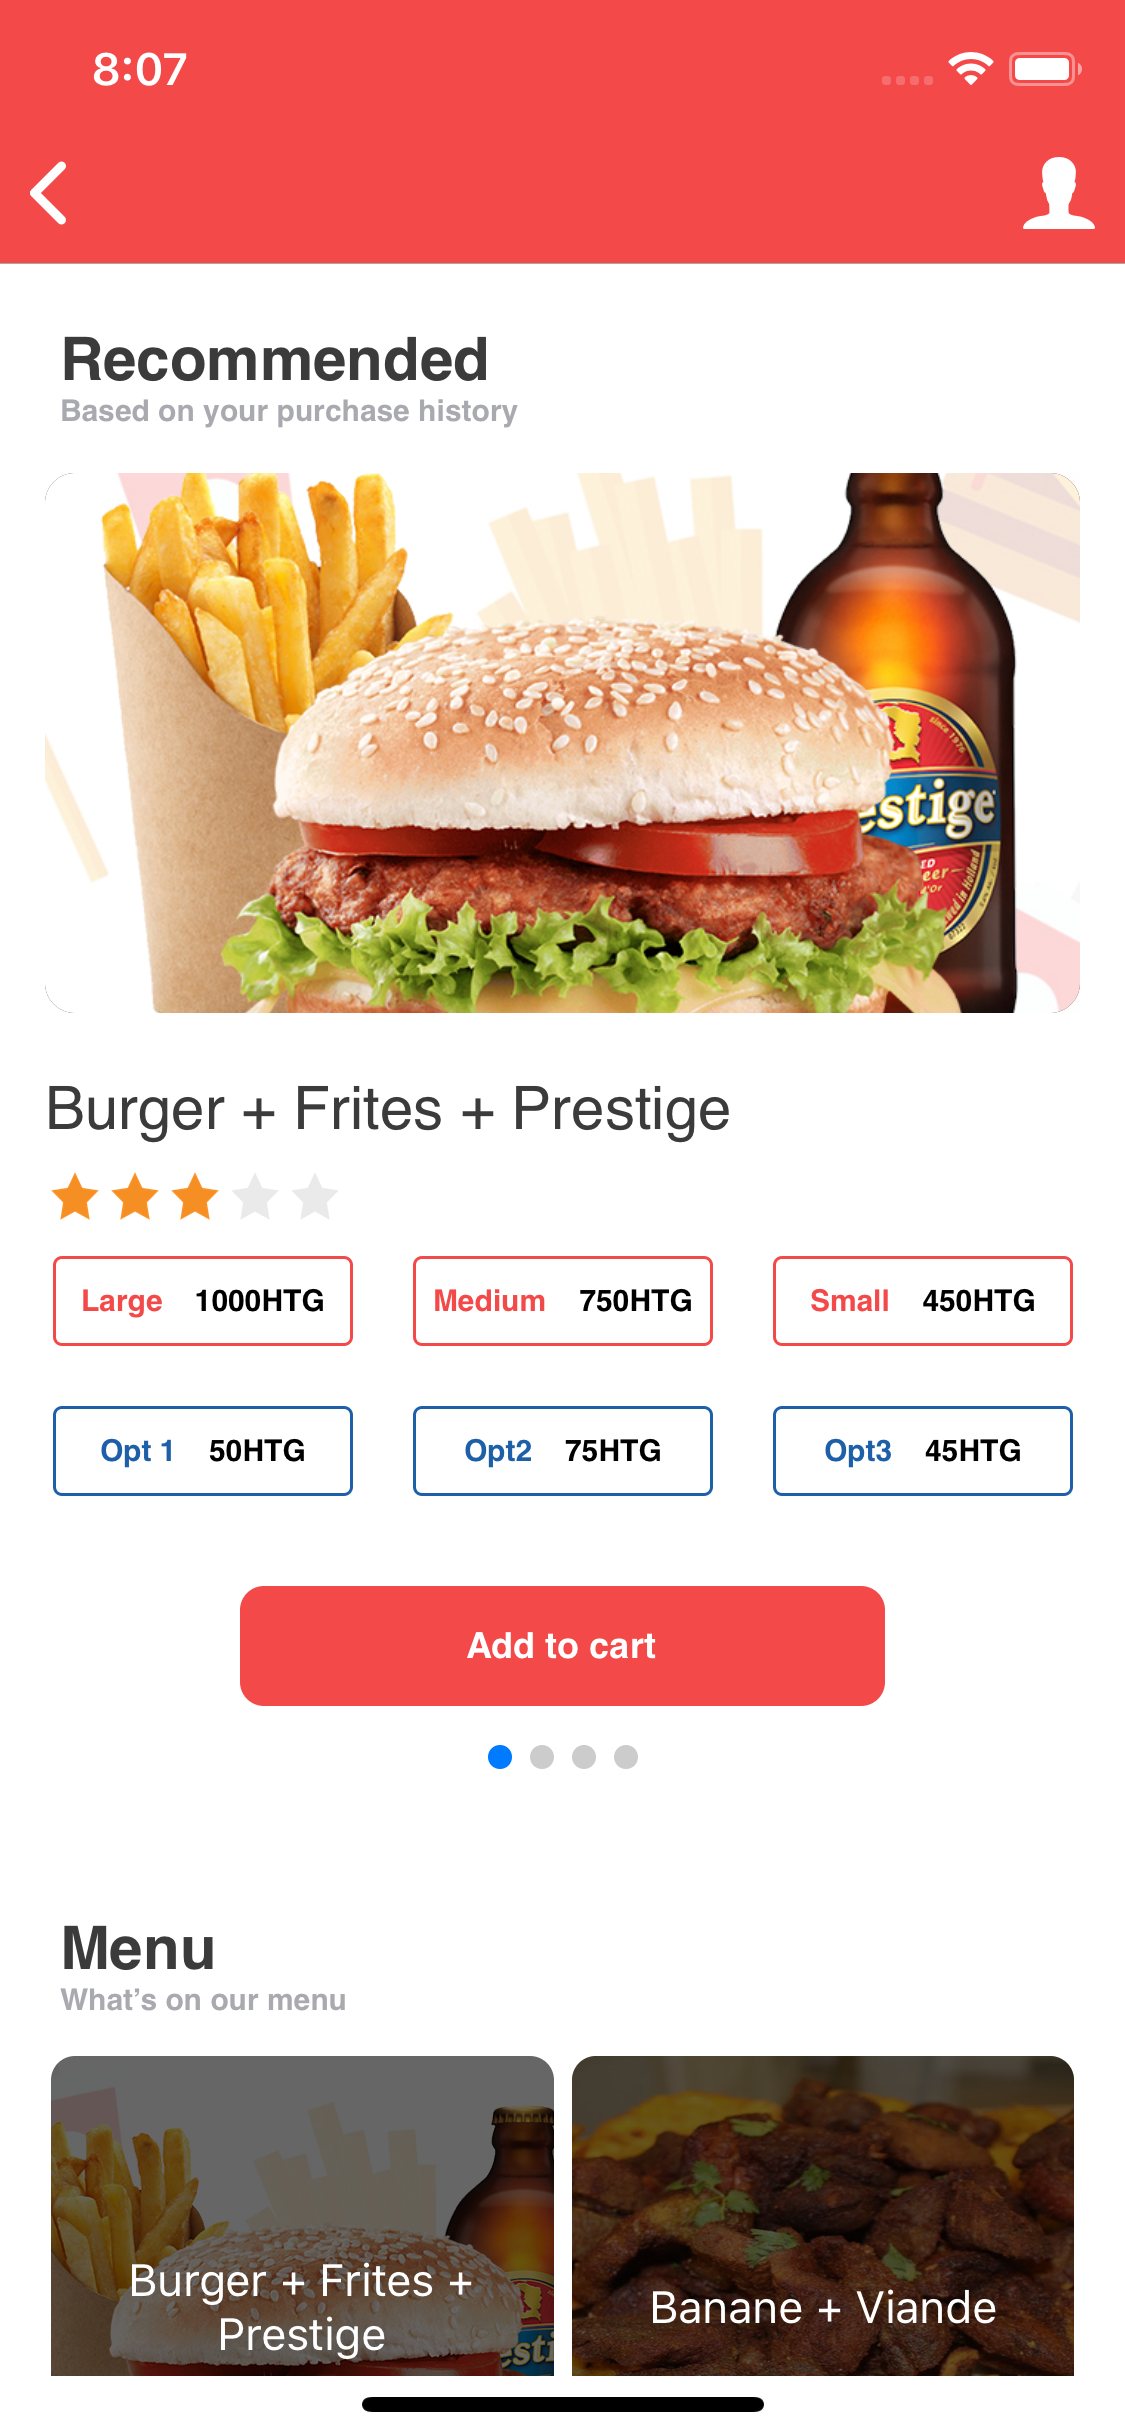 8:07
Recommended
Based on your purchase history
since 1976
estige
Burger + Frites + Prestige
Large 1000HTG
Medium 750HTG
Small 450HTG
Opt 1 50HTG
Opt2 75HTG
Opt3 45HTG
Add to cart
Menu
What's on our menu
Burger + Frites +
Prestige
Banane + Viande